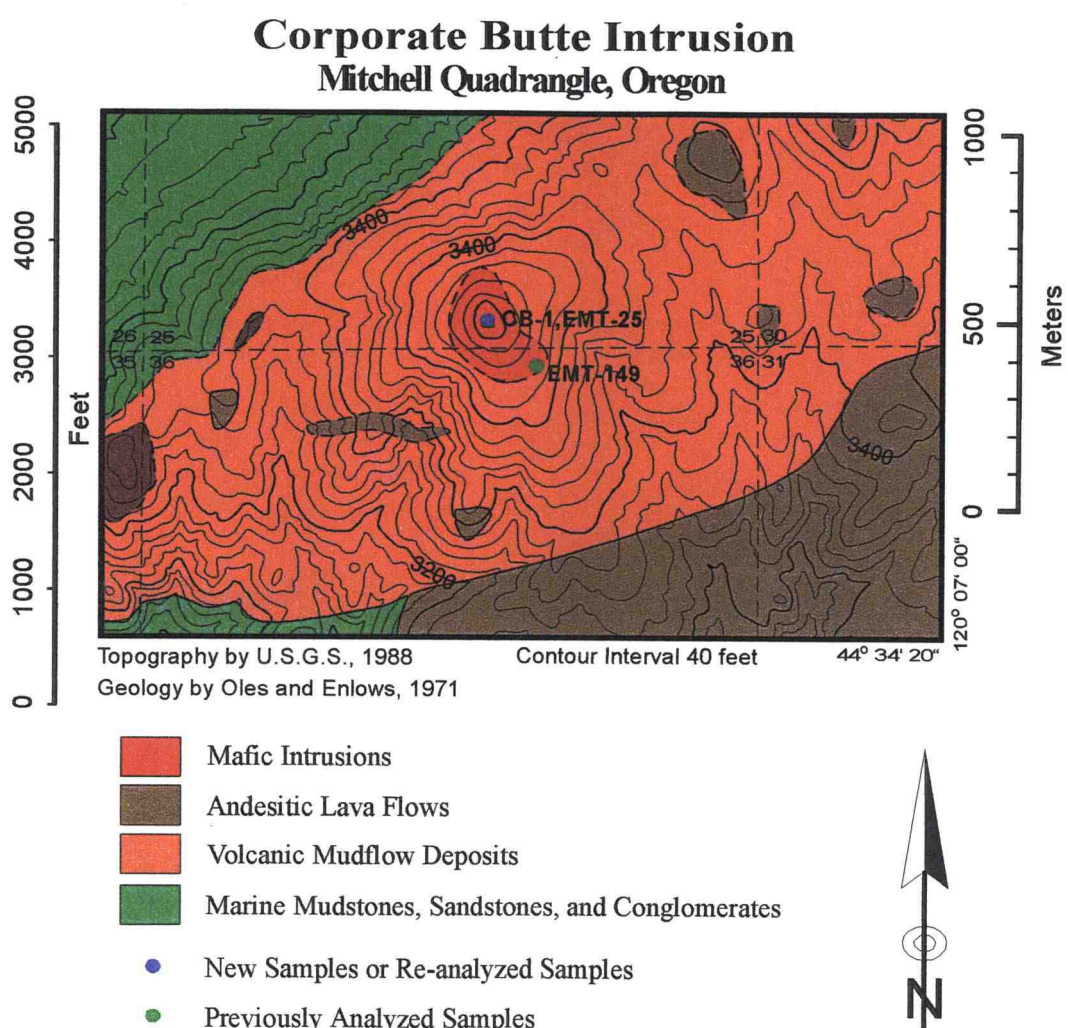 Corporate Butte Intrusion
Mitchell Quadrangle, Oregon
5000
4000
3000
2000
1000
0
Feet
1000
500
0
Meters
3400
3400
CB-1,EMT-25
EMT-149
26 25
35 36
25 30
36 31
3400
3200
120° 07' 00"
Topography by U.S.G.S., 1988
Contour Interval 40 feet
44° 34' 20"
Geology by Oles and Enlows, 1971
Mafic Intrusions
Andesitic Lava Flows
Volcanic Mudflow Deposits
Marine Mudstones, Sandstones, and Conglomerates
New Samples or Re-analyzed Samples
Previously Analyzed Samples
N